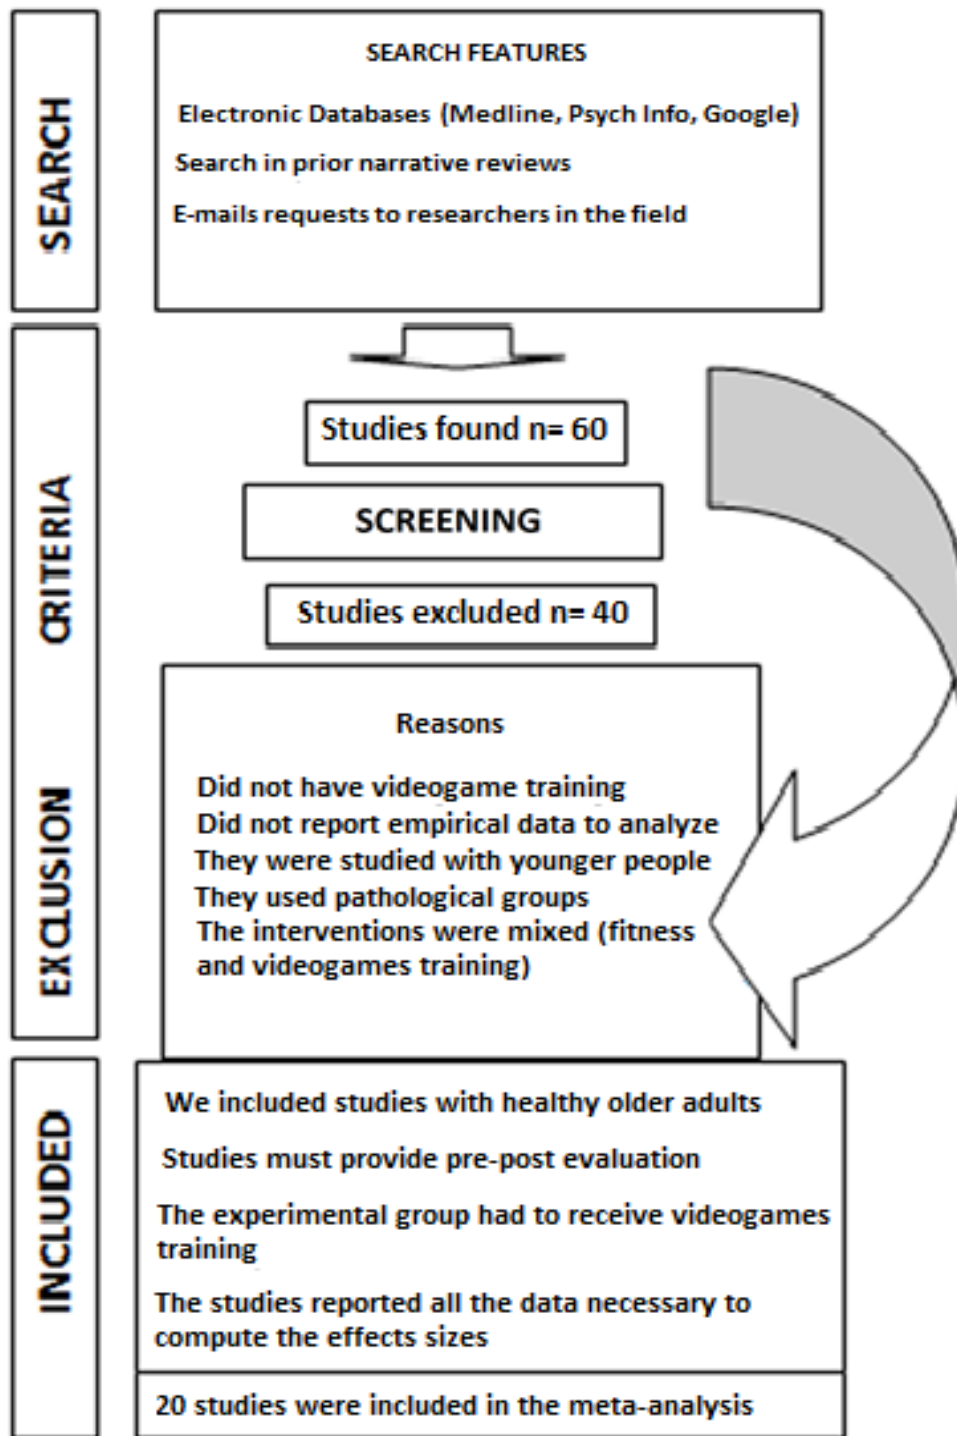 SEARCH
SEARCH FEATURES
Electronic Databases (Medline, Psych Info, Google)
Search in prior narrative reviews
E-mails requests to researchers in the field
EXCLUSION CRITERIA
Studies found n= 60
SCREENING
Studies excluded n= 40
Reasons
Did not have videogame training
Did not report empirical data to analyze
They were studied with younger people
They used pathological groups
The interventions were mixed (fitness
and videogames training)
INCLUDED
We included studies with healthy older adults
Studies must provide pre-post evaluation
The experimental group had to receive videogames
training
The studies reported all the data necessary to
compute the effects sizes
20 studies were included in the meta-analysis